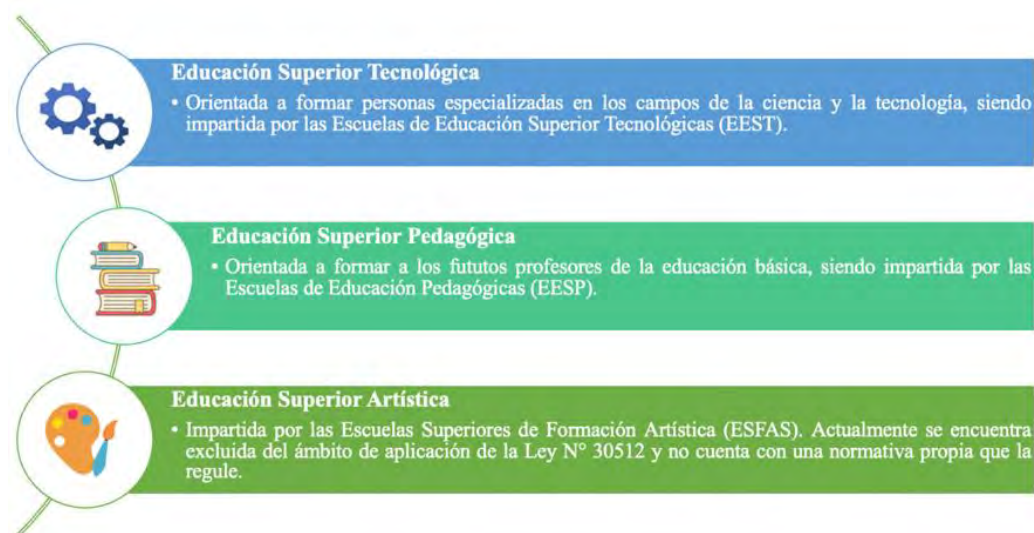 Educación Superior Tecnológica
• Orientada a formar personas especializadas en los campos de la ciencia y la tecnología, siendo
impartida por las Escuelas de Educación Superior Tecnológicas (EEST).
Educación Superior Pedagógica
• Orientada a formar a los fututos profesores de la educación básica, siendo impartida por las
Escuelas de Educación Pedagógicas (EESP).
Educación Superior Artística
• Impartida por las Escuelas Superiores de Formación Artística (ESFAS). Actualmente se encuentra
excluida del ámbito de aplicación de la Ley N° 30512 y no cuenta con una normativa propia que la
regule.